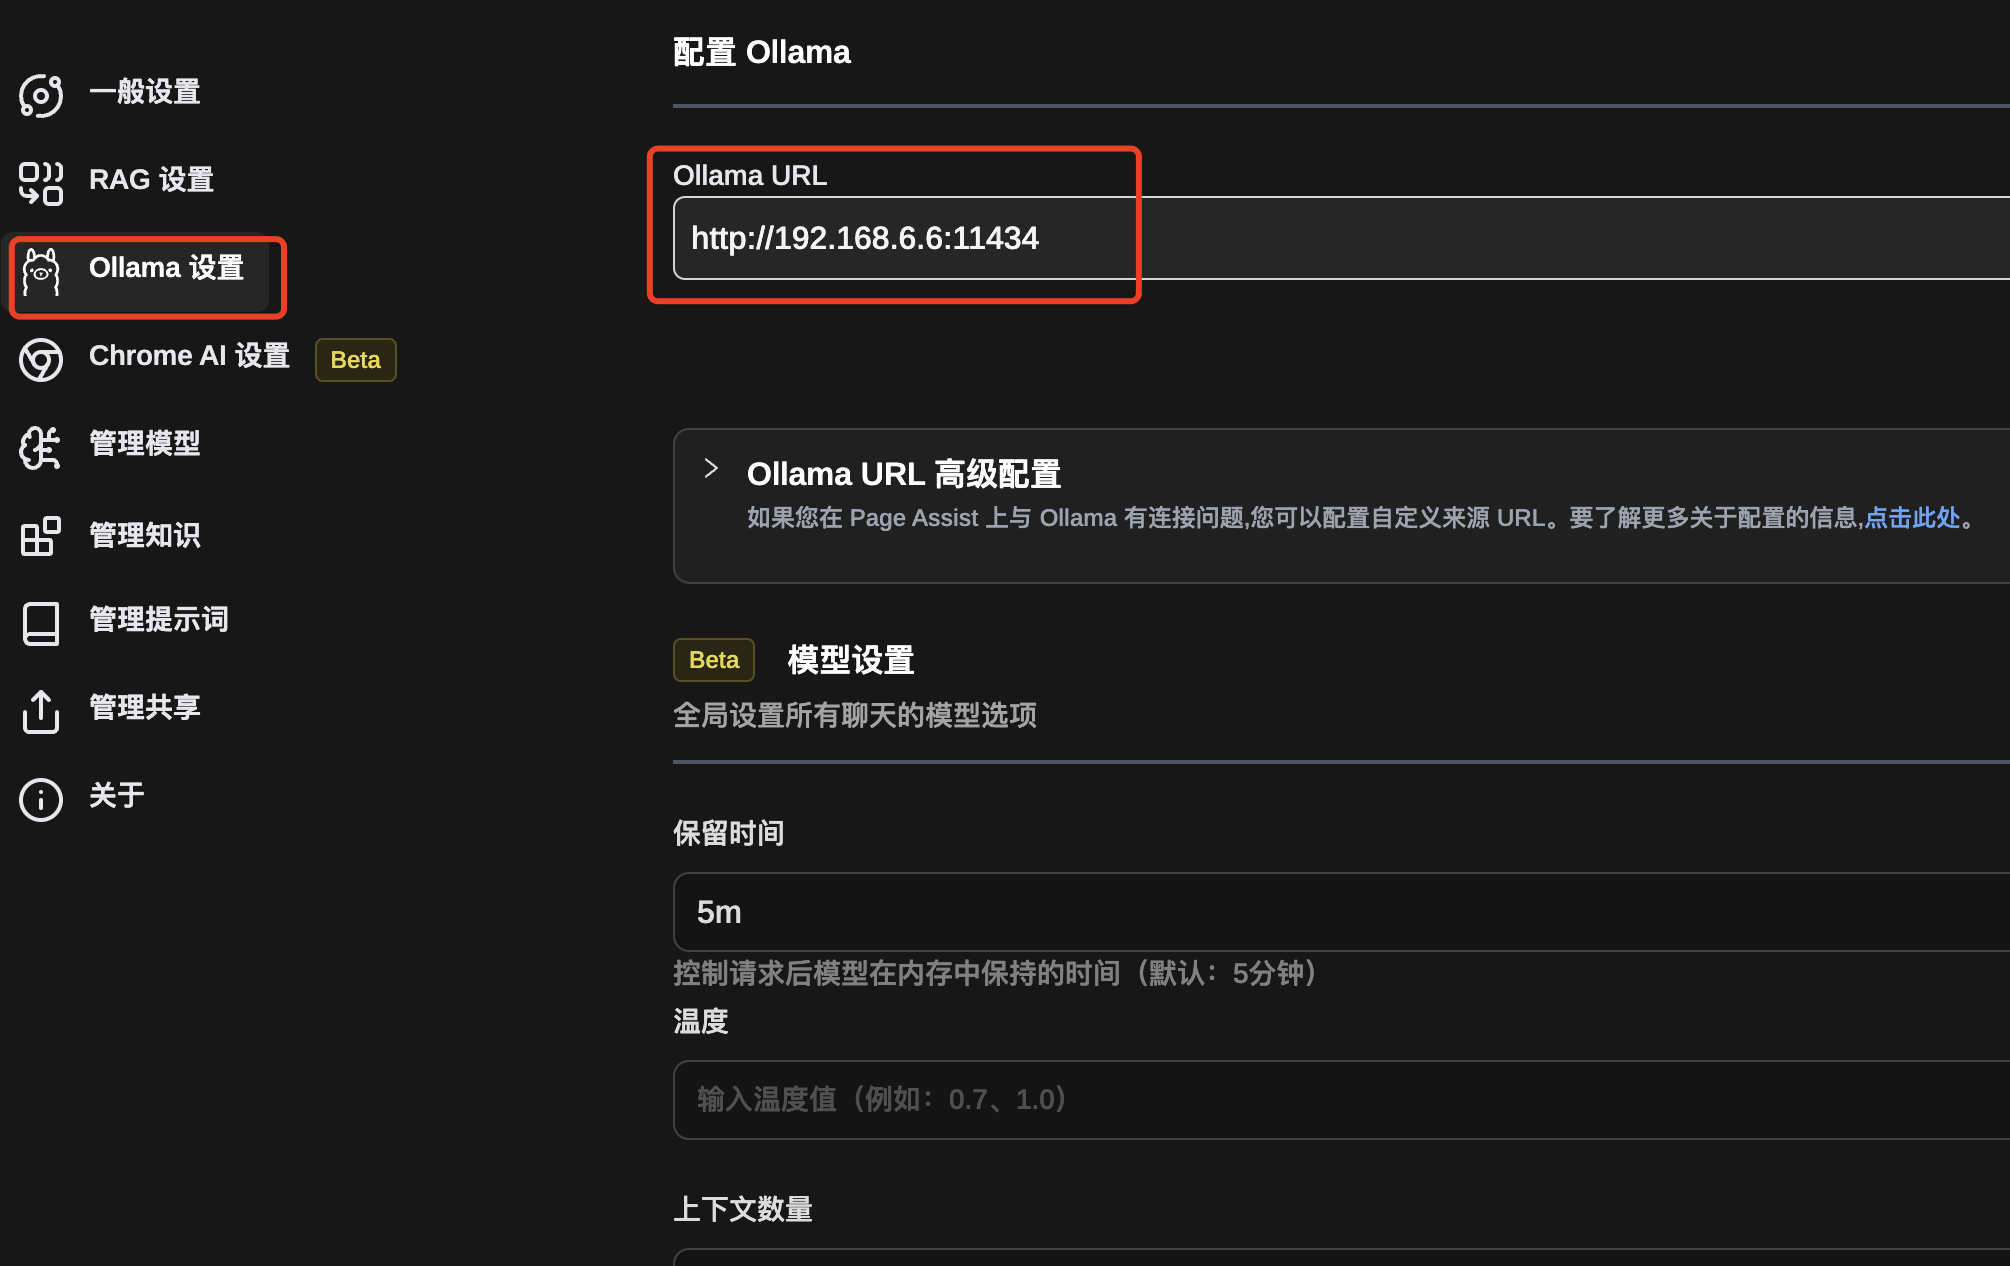 一般设置
RAG 设置
Ollama 设置
Chrome AI 设置 Beta
管理模型
管理知识
管理提示词
管理共享
关于
配置 Ollama
Ollama URL
http://192.168.6.6:11434
Ollama URL 高级配置
如果您在 Page Assist 上与 Ollama 有连接问题,您可以配置自定义来源 URL。要了解更多关于配置的信息,点击此处。
Beta 模型设置
全局设置所有聊天的模型选项
保留时间
5m
控制请求后模型在内存中保持的时间（默认：5分钟）
温度
输入温度值（例如：0.7、1.0）
上下文数量